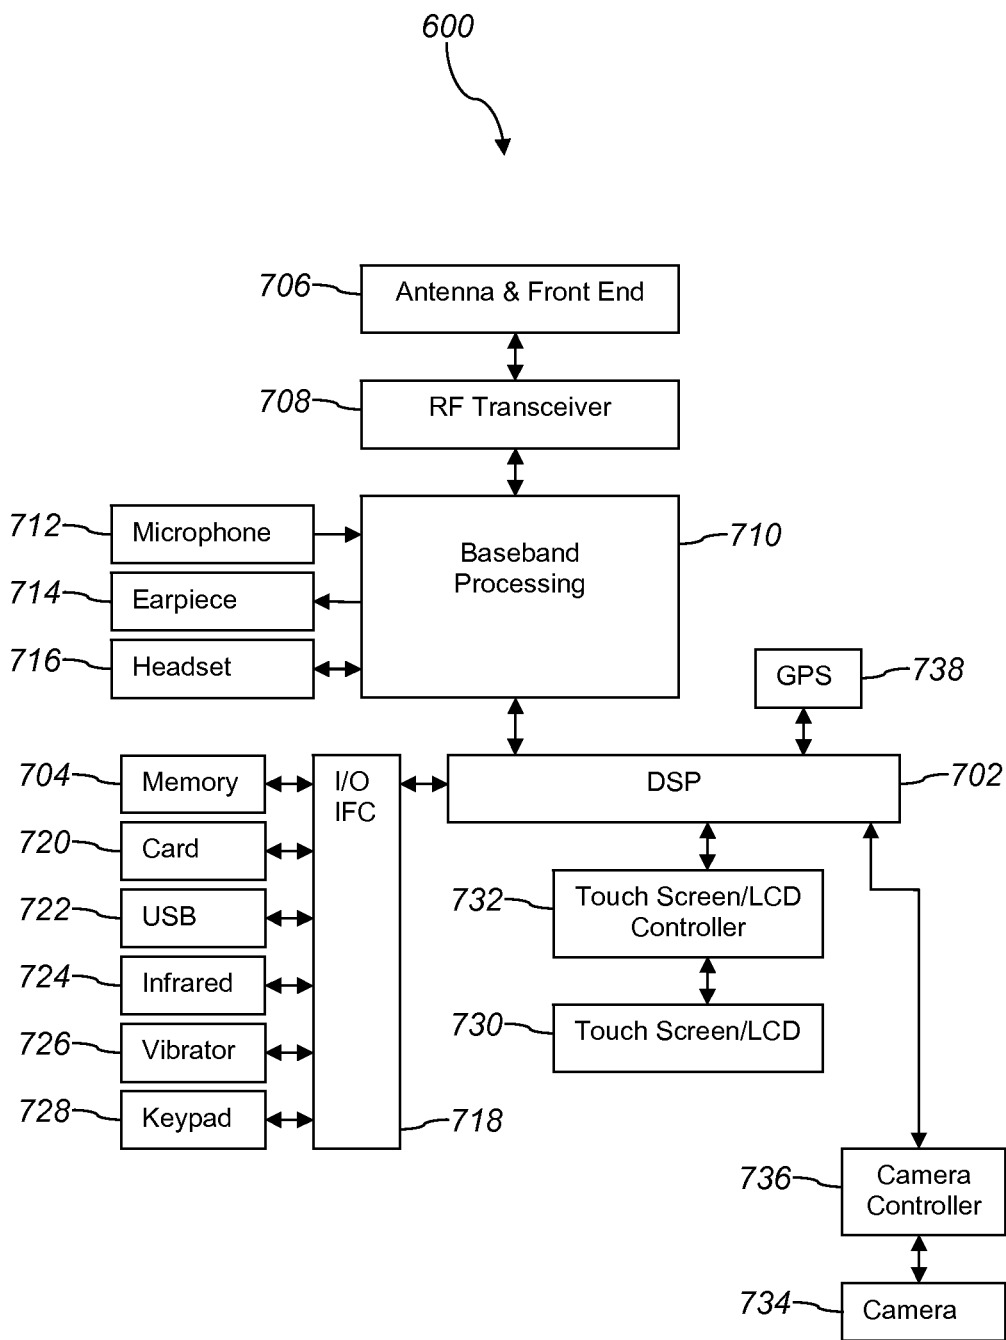 600
706
Antenna & Front End
708
RF Transceiver
712
Microphone
Baseband
Processing
710
714
Earpiece
716
Headset
GPS
738
704
Memory
I/O
IFC
DSP
702
720
Card
732
Touch Screen/LCD
Controller
722
USB
724
Infrared
730
Touch Screen/LCD
726
Vibrator
728
Keypad
718
736
Camera
Controller
734
Camera